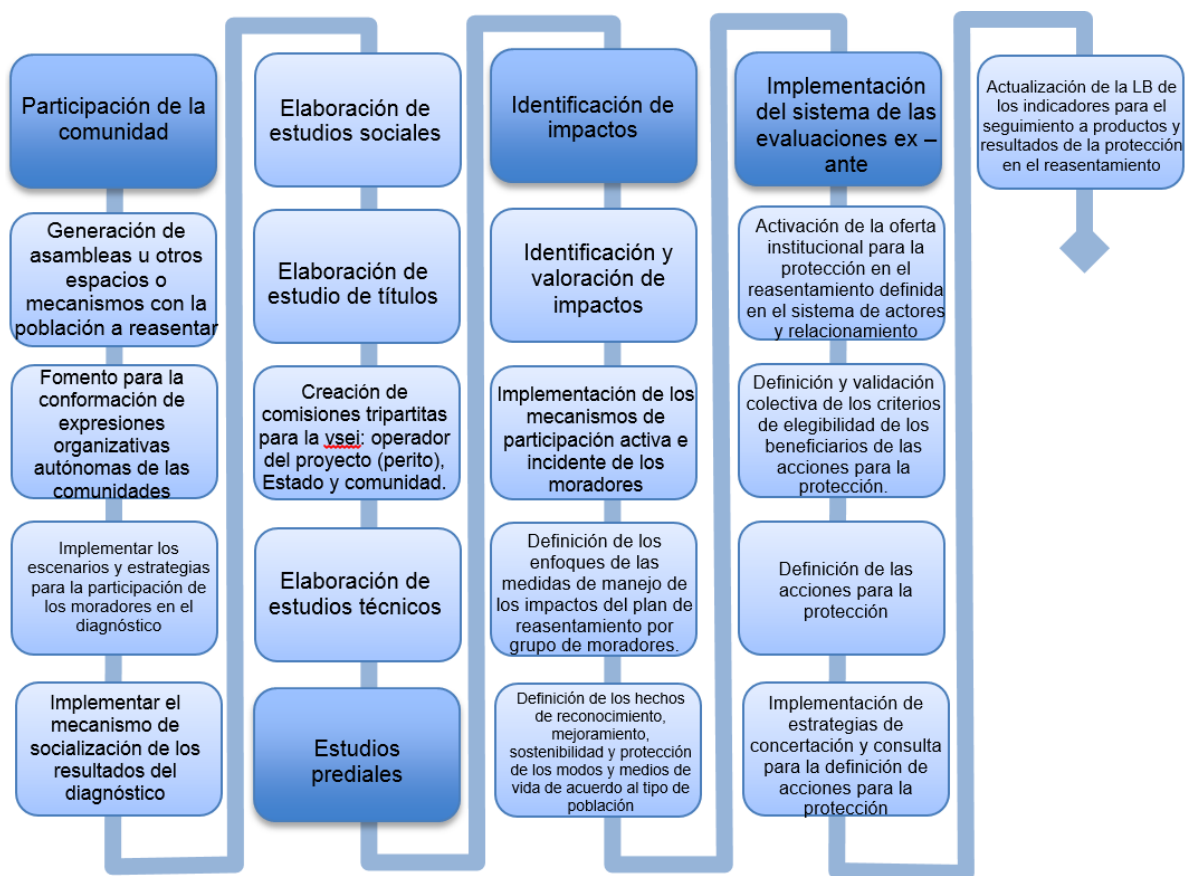 Participación de la
comunidad
Generación de
asambleas u otros
espacios o
mecanismos con la
población a reasentar
Fomento para la
conformación de
expresiones
organizativas
autónomas de las
comunidades
Implementar los
escenarios y estrategias
para la participación de
los moradores en el
diagnóstico
Implementar el
mecanismo de
socialización de los
resultados del
diagnóstico
Elaboración de
estudios sociales
Elaboración de
estudio de títulos
Creación de
comisiones tripartitas
para la vsei: operador
del proyecto (perito),
Estado y comunidad.
Elaboración de
estudios técnicos
Estudios
prediales
Identificación de
impactos
Identificación y
valoración de
impactos
Implementación de los
mecanismos de
participación activa e
incidente de los
moradores
Definición de los
enfoques de las
medidas de manejo de
los impactos del plan de
reasentamiento por
grupo de moradores.
Definición de los hechos
de reconocimiento,
mejoramiento,
sostenibilidad y protección
de los modos y medios de
vida de acuerdo al tipo de
población
Implementación
del sistema de las
evaluaciones ex –
ante
Activación de la oferta
institucional para la
protección en el
reasentamiento definida
en el sistema de actores
y relacionamiento
Definición y validación
colectiva de los criterios
de elegibilidad de los
beneficiarios de las
acciones para la
protección.
Definición de las
acciones para la
protección
Implementación de
estrategias de
concertación y consulta
para la definición de
acciones para la
protección
Actualización de la LB de
los indicadores para el
seguimiento a productos y
resultados de la protección
en el reasentamiento